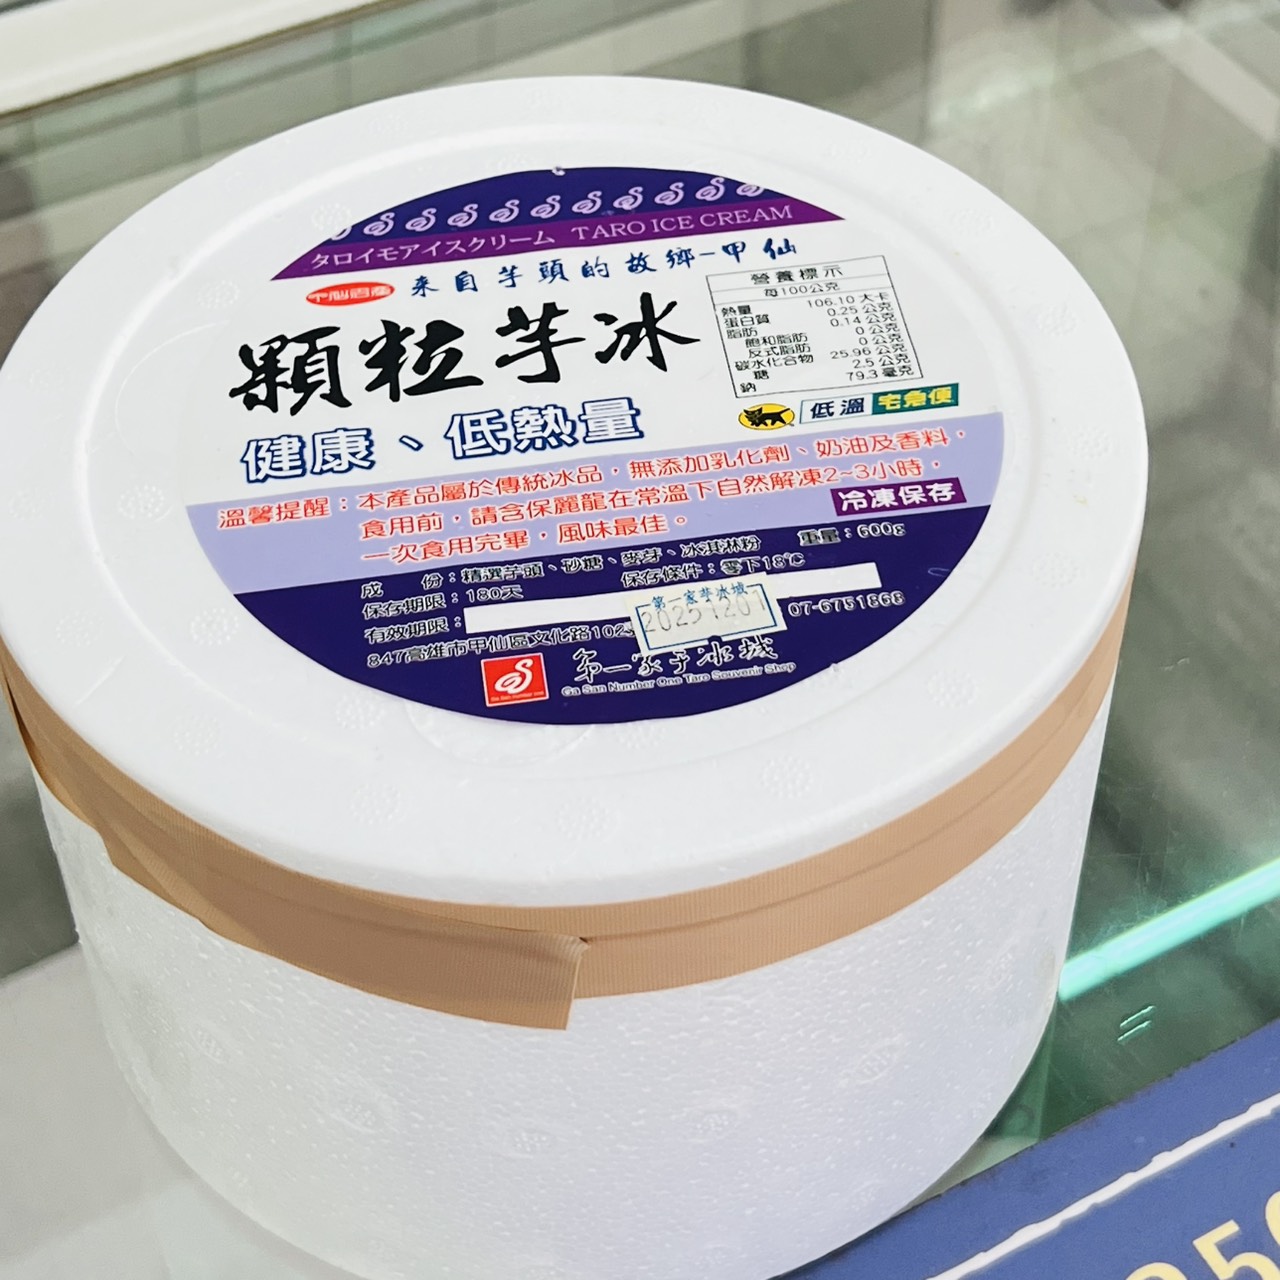 タロイモアイスクリーム TARO ICE CREAM
來自芋頭的故鄉-甲仙
顆粒芋冰
健康、低熱量
營養標示
每100公克
熱量 106.10 大卡
蛋白質 0.25 公克
脂肪 0.14 公克
飽和脂肪 0 公克
反式脂肪 0 公克
碳水化合物 25.96 公克
糖 2.5 公克
鈉 79.3 毫克
低溫 宅急便
溫馨提醒：本產品屬於傳統冰品，無添加乳化劑、奶油及香料，
食用前，請含保麗龍在常溫下自然解凍2~3小時，
一次食用完畢，風味最佳。
冷凍保存
成份：精選芋頭、砂糖、麥芽、冰淇淋粉 重量：600g
保存期限：180天 保存條件：零下18℃
有效期限：
第一家芋冰城
20251201
847高雄市甲仙區文化路102 07-6751868
第一家芋冰城
Ga San Number One Taro Souvenir Shop